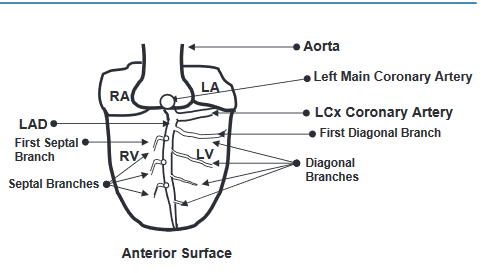 Aorta
Left Main Coronary Artery
LA
RA
LCx Coronary Artery
LAD
First Diagonal Branch
First Septal
Branch
RV
LV
Diagonal
Branches
Septal Branches
Anterior Surface